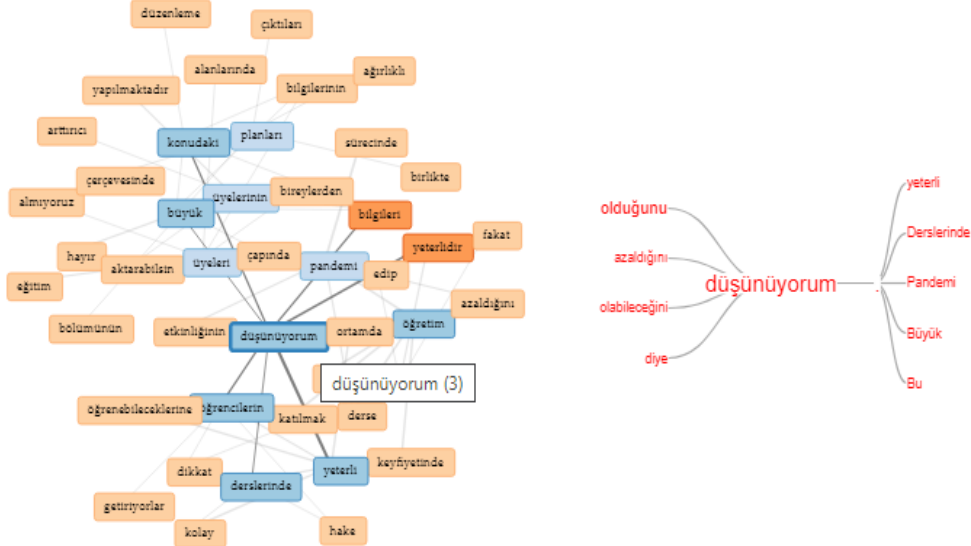 düzenleme
çıktıları
alanlarında
ağırlıklı
yapılmaktadır
bilgilerinin
arttırıcı
planları
konudaki
sürecinde
birlikte
çerçevesinde
üyelerinin
bireylerden
almıyoruz
büyük
bilgileri
yeterlidir
fakat
hayır
üyeleri
çapında
pandemi
aktarabilsin
edip
eğitim
azaldığını
bölümünün
etkinliğinin
düşünüyorum
ortamda
öğretim
düşünüyorum (3)
öğrenebileceklerine
öğrencilerin
katılmak
derse
dikkat
yeterli
keyfiyetinde
derslerinde
getiriyorlar
kolay
hake
olduğunu
azaldığını
olabileceğini
diye
düşünüyorum
.
yeterli
Derslerinde
Pandemi
Büyük
Bu